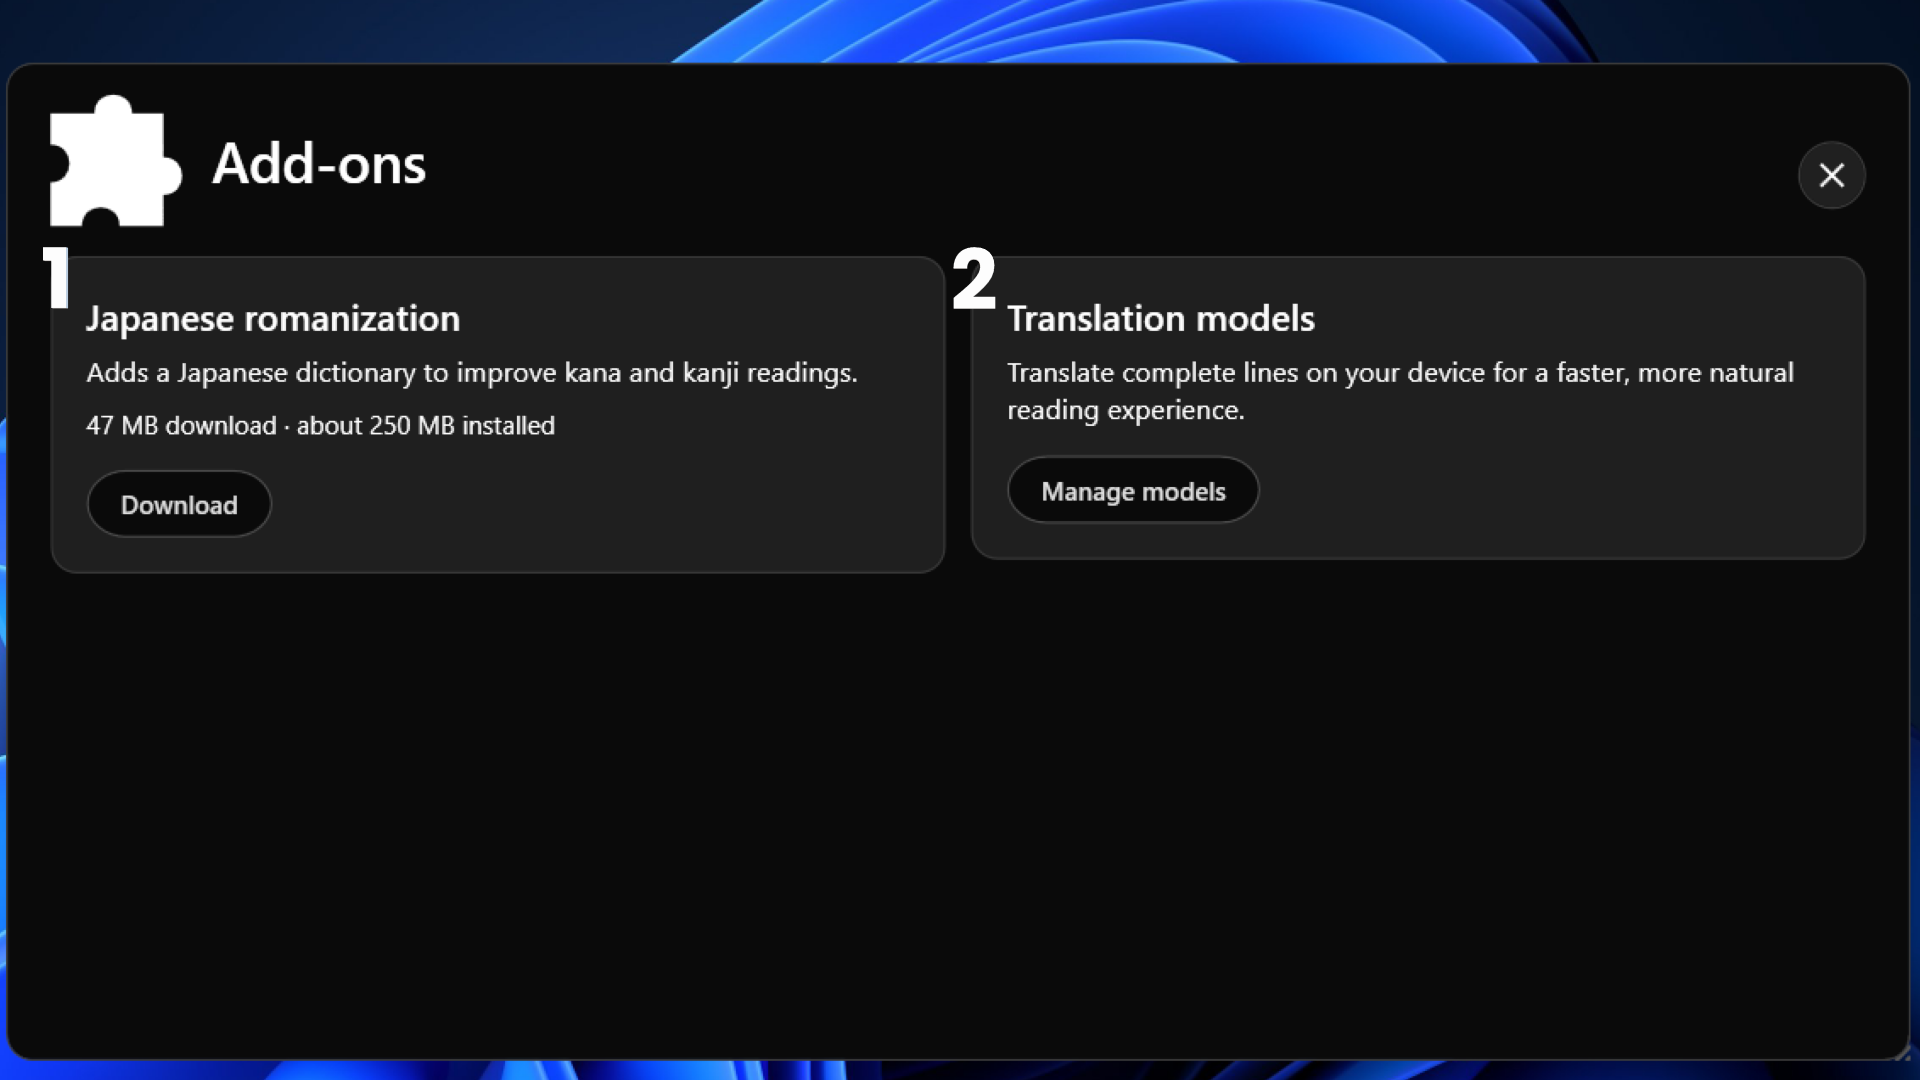 Add-ons
1
Japanese romanization
Adds a Japanese dictionary to improve kana and kanji readings.
47 MB download · about 250 MB installed
Download
2
Translation models
Translate complete lines on your device for a faster, more natural
reading experience.
Manage models